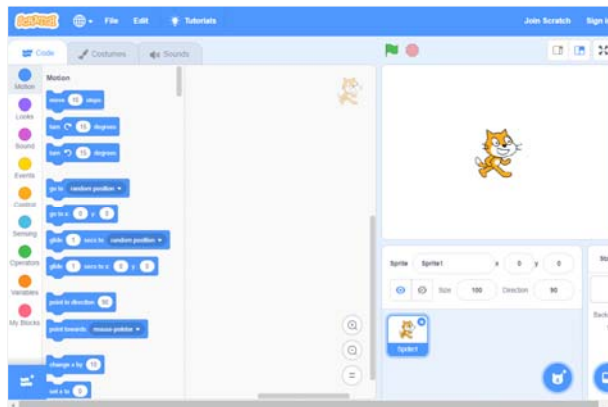 SCRATCH File Edit Tutorials Join Scratch Sign i
Code Costumes Sounds
Motion
Looks
Sound
Events
Control
Sensing
Operators
Variables
My Blocks
Motion
move 10 steps
turn 15 degrees
turn 15 degrees
go to random position
go to x: 0 y: 0
glide 1 secs to random position
glide 1 secs to x: 0 y: 0
point in direction 90
point towards mouse-pointer
change x by 10
set x to 0
Sprite Sprite1 x 0 y 0
Size 100 Direction 90
Sprite1
Sta
Back